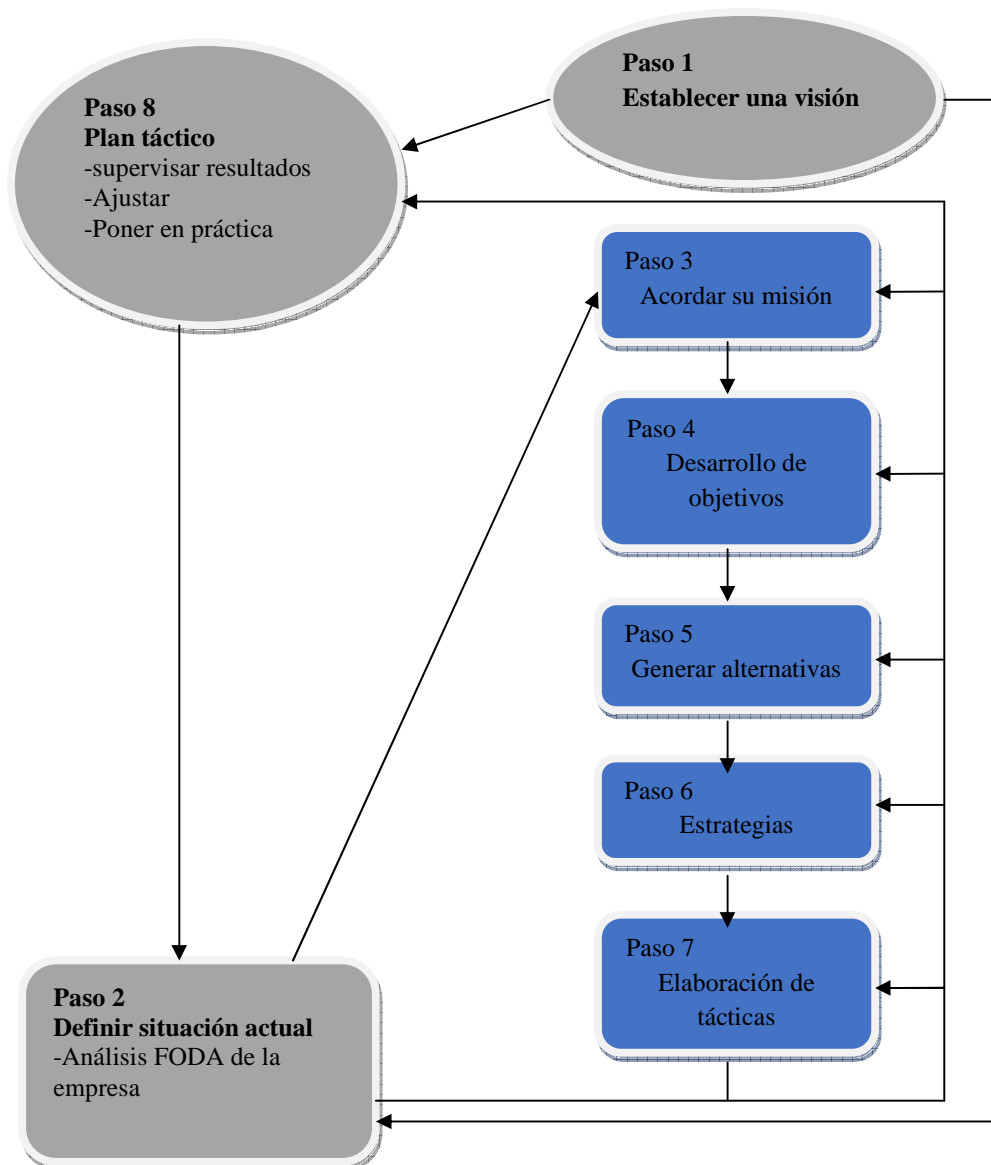 Paso 1
Establecer una visión
Paso 8
Plan táctico
-supervisar resultados
-Ajustar
-Poner en práctica
Paso 3
Acordar su misión
Paso 4
Desarrollo de
objetivos
Paso 5
Generar alternativas
Paso 6
Estrategias
Paso 7
Elaboración de
tácticas
Paso 2
Definir situación actual
-Análisis FODA de la
empresa